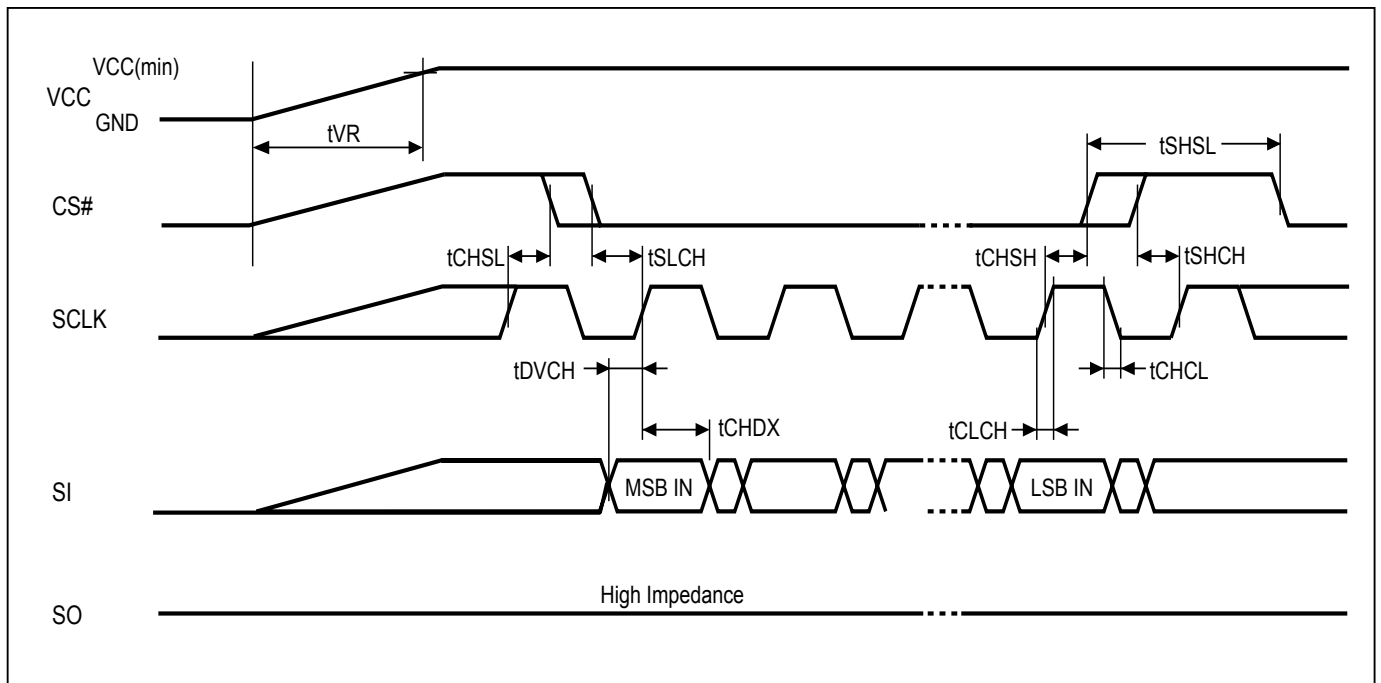 VCC(min)
VCC
GND
tVR
tSHSL
CS#
tCHSL
tSLCH
tCHSH
tSHCH
SCLK
tDVCH
tCHCL
tCHDX
tCLCH
SI
MSB IN
LSB IN
High Impedance
SO